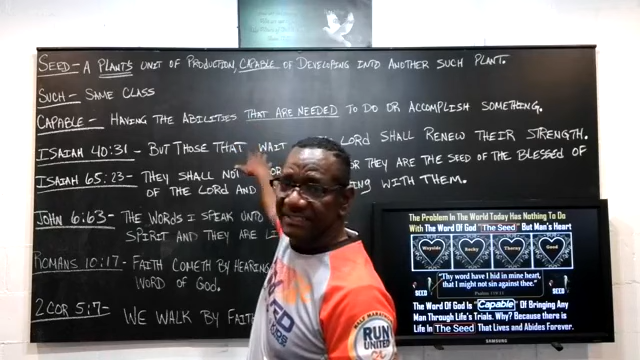 SEED- A PLANT'S UNIT OF PRODUCTION, CAPABLE OF DEVELOPING INTO ANOTHER SUCH PLANT.
SUCH- SAME CLASS
CAPABLE- HAVING THE ABILITIES THAT ARE NEEDED TO DO OR ACCOMPLISH SOMETHING.
ISAIAH 40:31 - BUT THOSE THAT WAIT LORD SHALL RENEW THEIR STRENGTH.
ISAIAH 65:23- THEY SHALL NOT THEY ARE THE SEED OF THE BLESSED OF
OF THE LORD AND WITH THEM.
JOHN 6:63- THE WORDS I SPEAK UNTO
SPIRIT AND THEY ARE
ROMANS 10:17- FAITH COMETH BY HEARING
WORD OF GOD.
2 COR 5:7- WE WALK BY
The Problem In The World Today Has Nothing To Do
With The Word Of God "The Seed" But Man's Heart
Wayside Rocky Thorny Good
"Thy word have I hid in mine heart,
that I might not sin against thee."
Psalms 119:11
SEED SEED
The Word Of God Is "Capable" Of Bringing Any
Man Through Life's Trials. Why? Because there is
Life In The Seed That Lives and Abides Forever.
SAMSUNG
RUN
UNITED